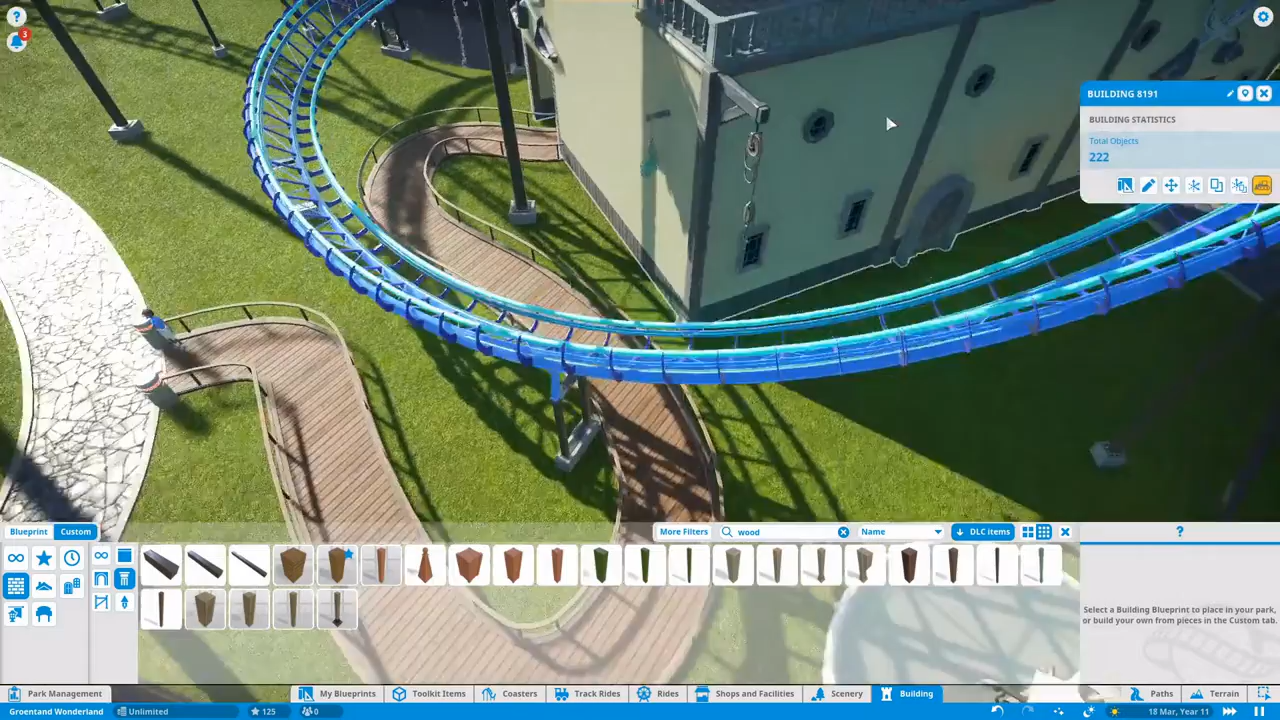 ?
3
BUILDING 8191
BUILDING STATISTICS
Total Objects
222
Blueprint
Custom
More Filters
wood
Name
DLC items
?
Select a Building Blueprint to place in your park,
or build your own from pieces in the Custom tab.
Park Management
My Blueprints
Toolkit Items
Coasters
Track Rides
Rides
Shops and Facilities
Scenery
Building
Paths
Terrain
Groentand Wonderland
Unlimited
125
0
18 Mar, Year 11